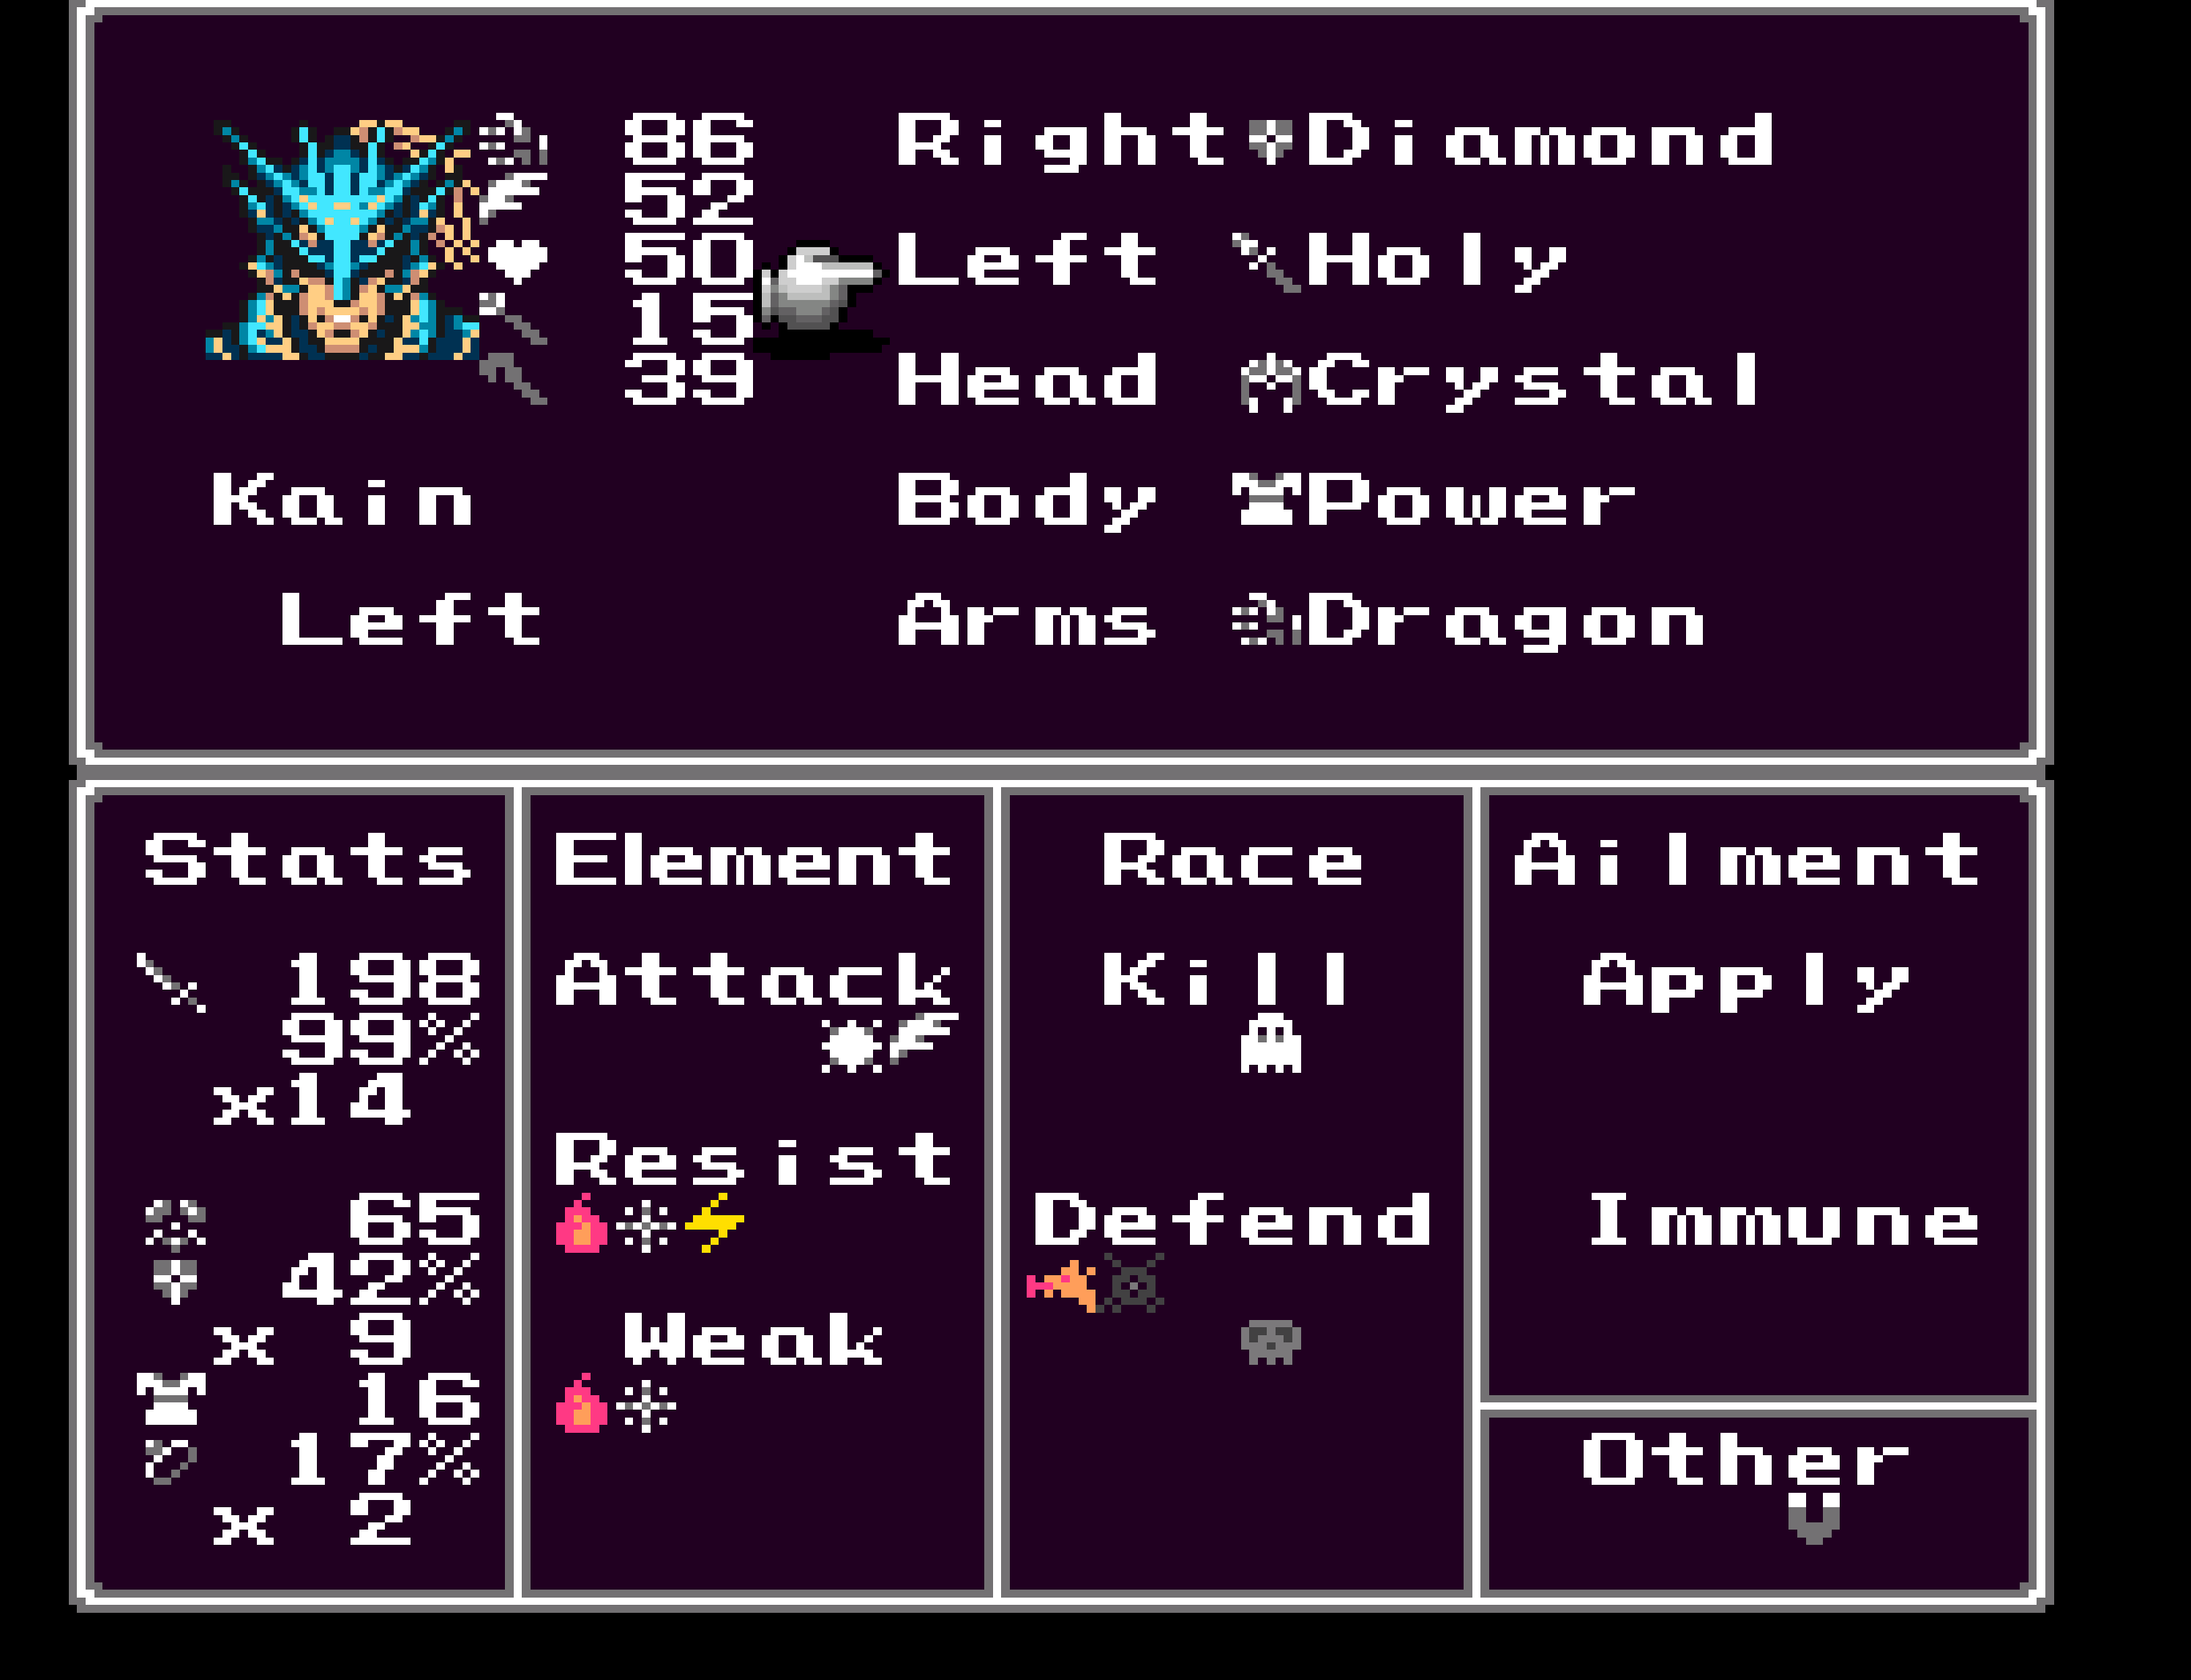 86 Right Diamond
52
50 Left Holy
15
39 Head Crystal
Kain Body Power
Left Arms Dragon
Stats Element Race Ailment
198 Attack Kill Apply
99%
x14
Resist
65 Defend Immune
42%
x 9 Weak
16
17% Other
x 2